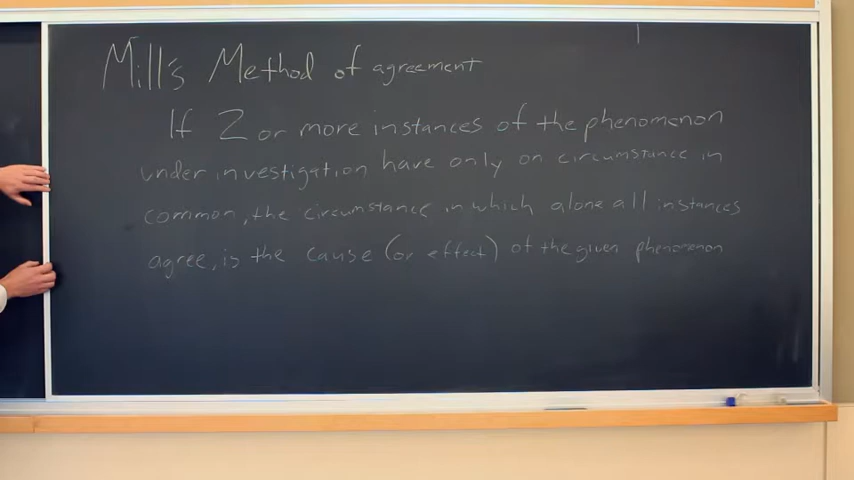 Mill's Method of agreement
If 2 or more instances of the phenomenon
under investigation have only on circumstance in
common, the circumstance in which alone all instances
agree, is the cause (or effect) of the given phenomenon